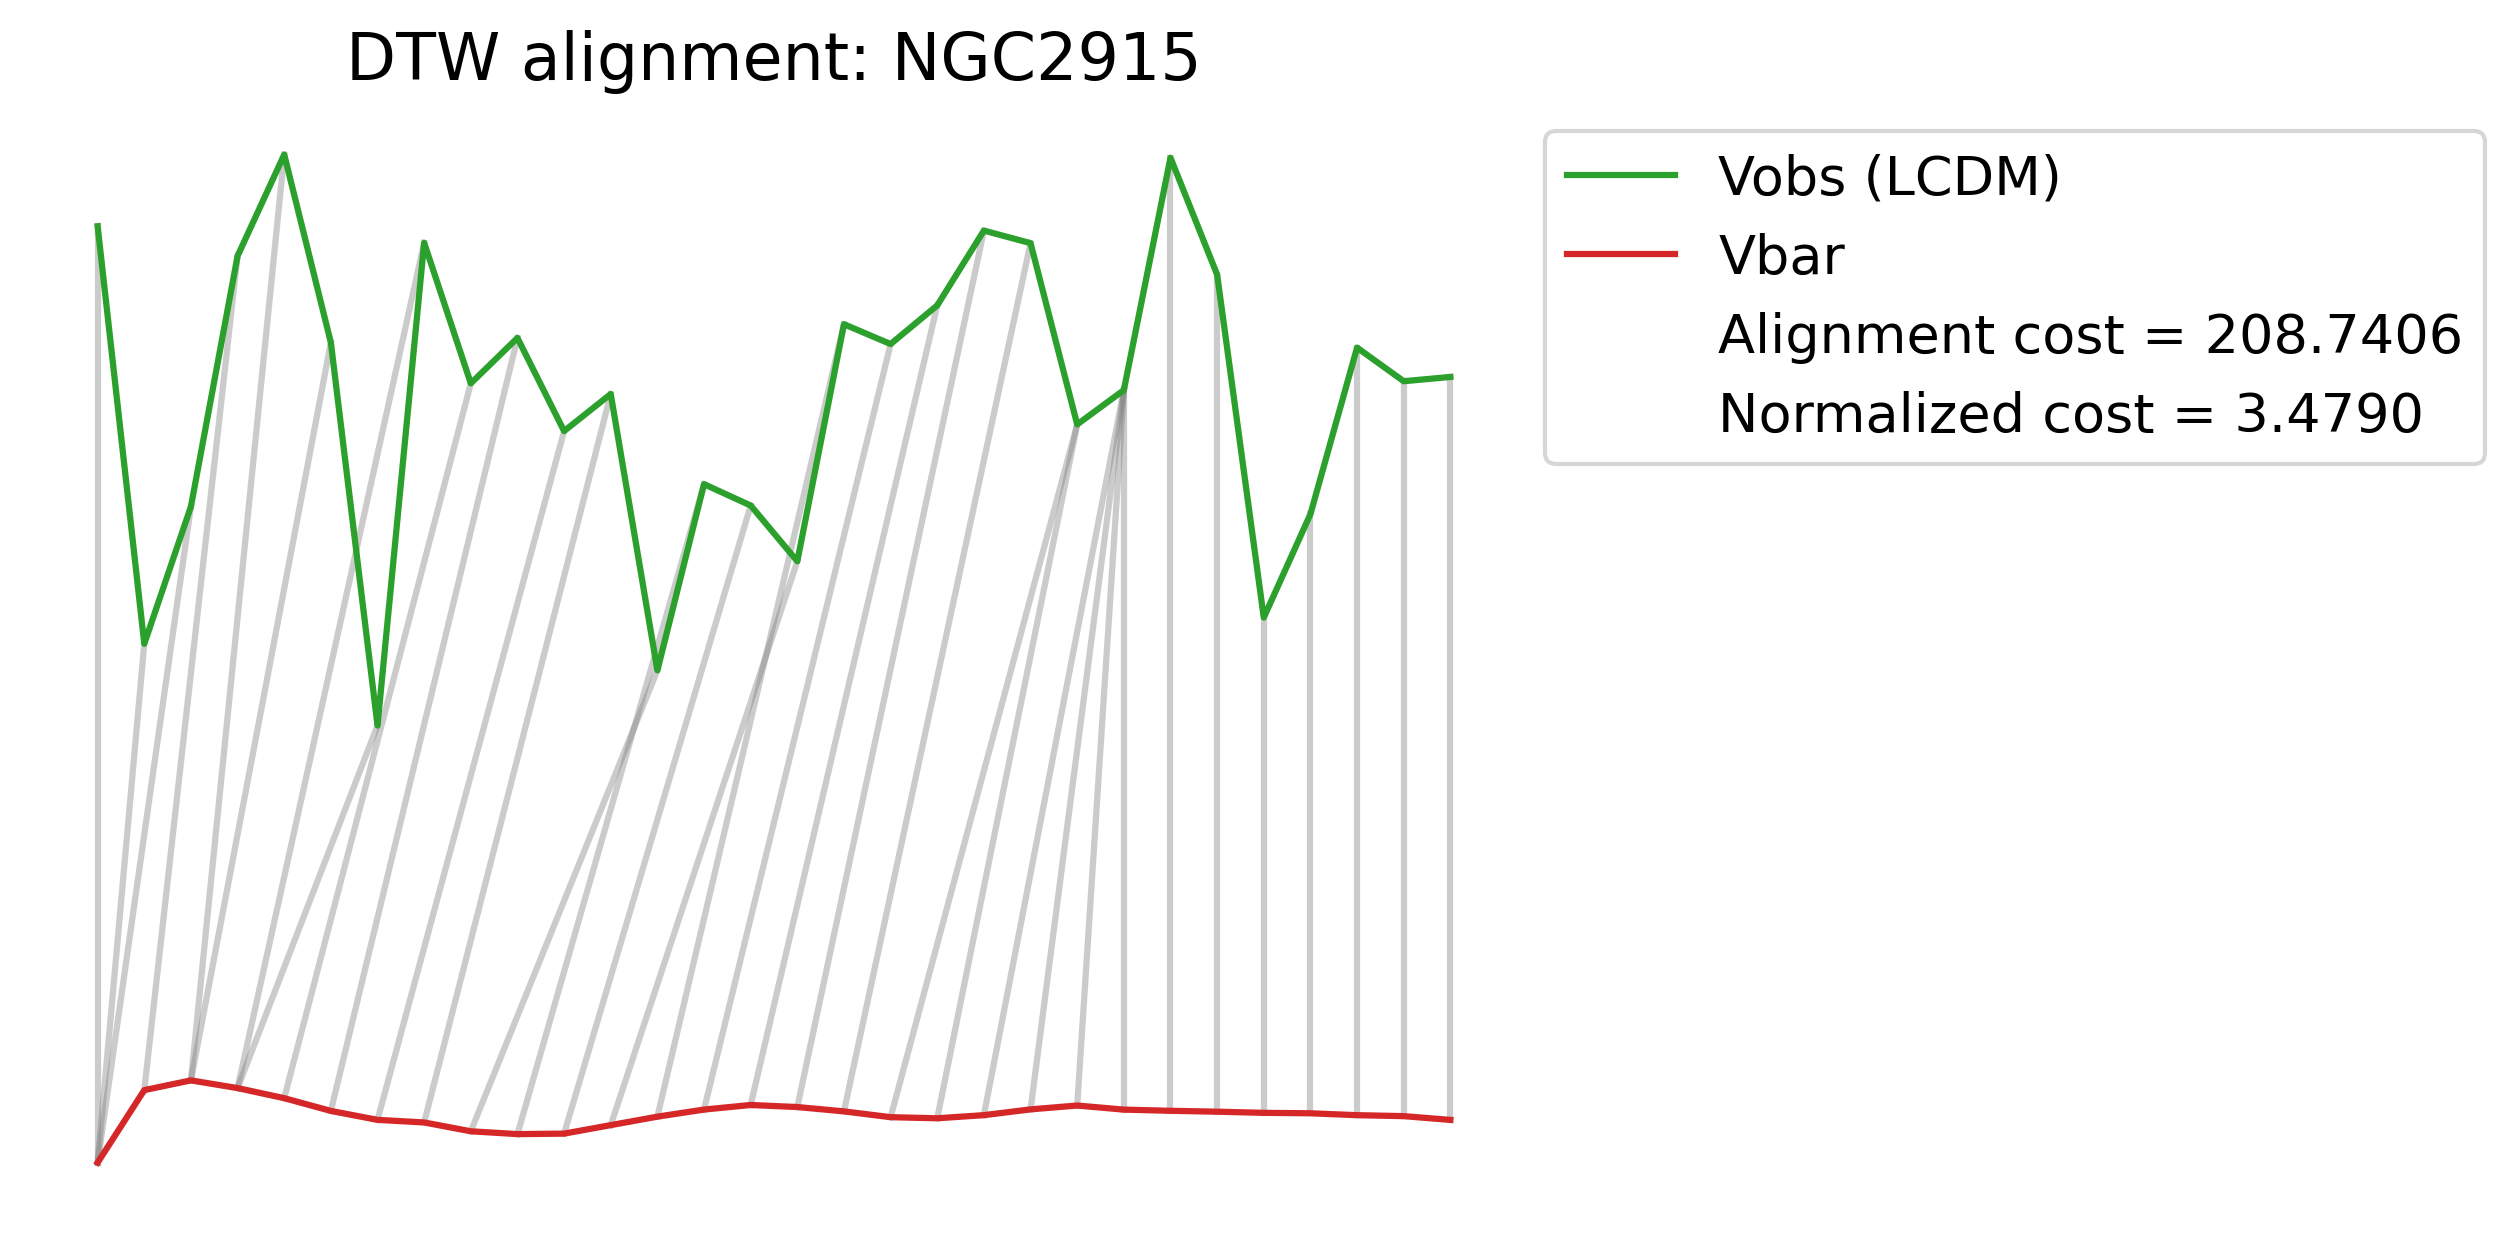 DTW alignment: NGC2915
Vobs (LCDM)
Vbar
Alignment cost = 208.7406
Normalized cost = 3.4790